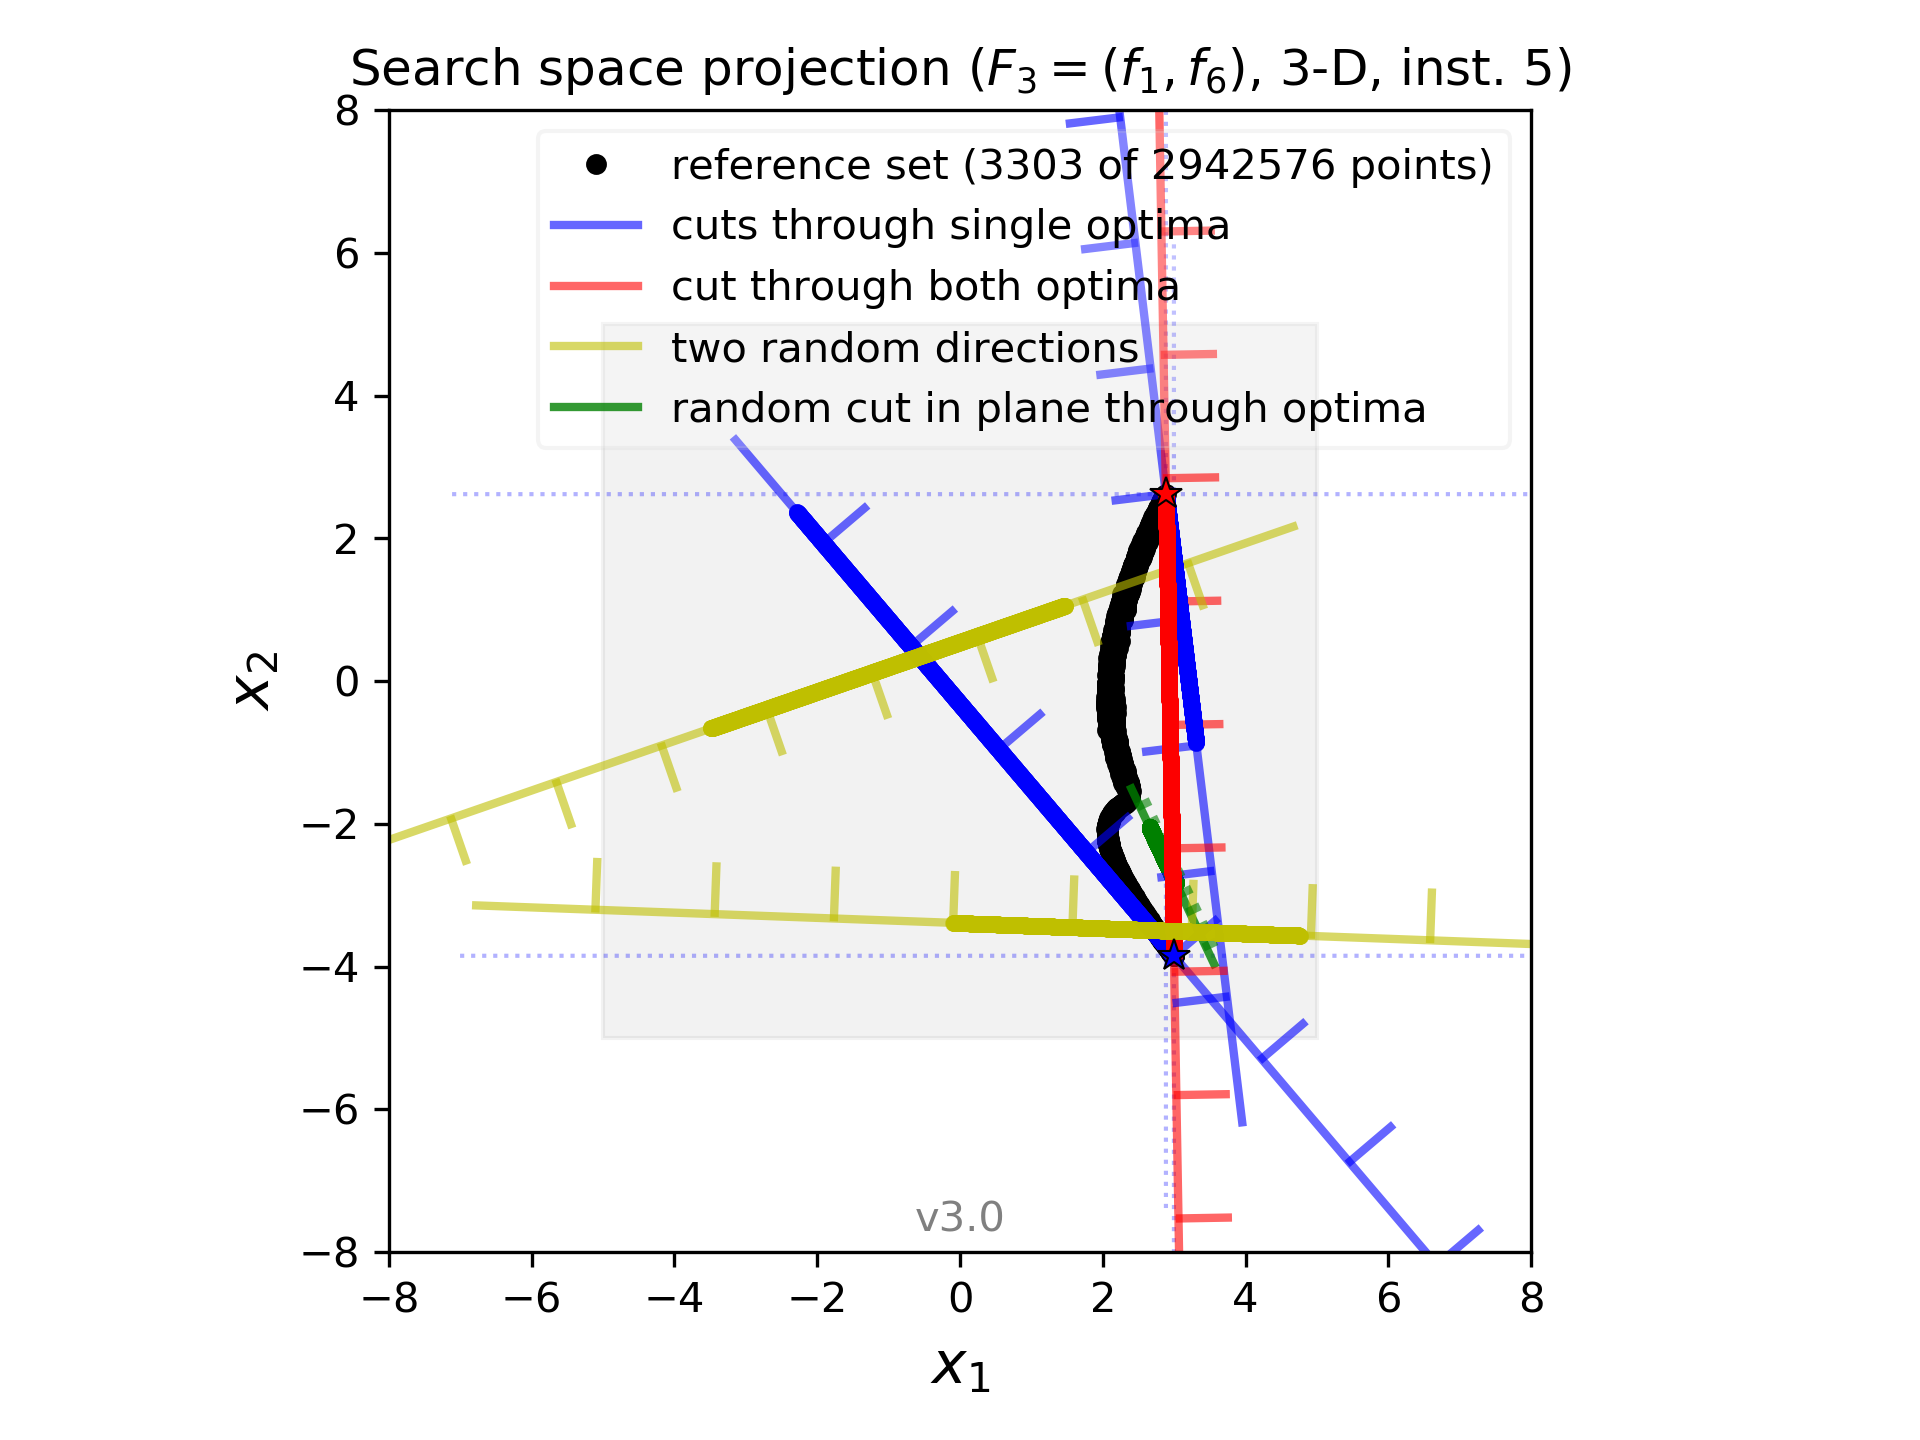 Search space projection (F₃ = (f₁, f₆), 3-D, inst. 5)
reference set (3303 of 2942576 points)
cuts through single optima
cut through both optima
two random directions
random cut in plane through optima
8
6
4
2
0
−2
−4
−6
−8
x₂
v3.0
−8 −6 −4 −2 0 2 4 6 8
x₁